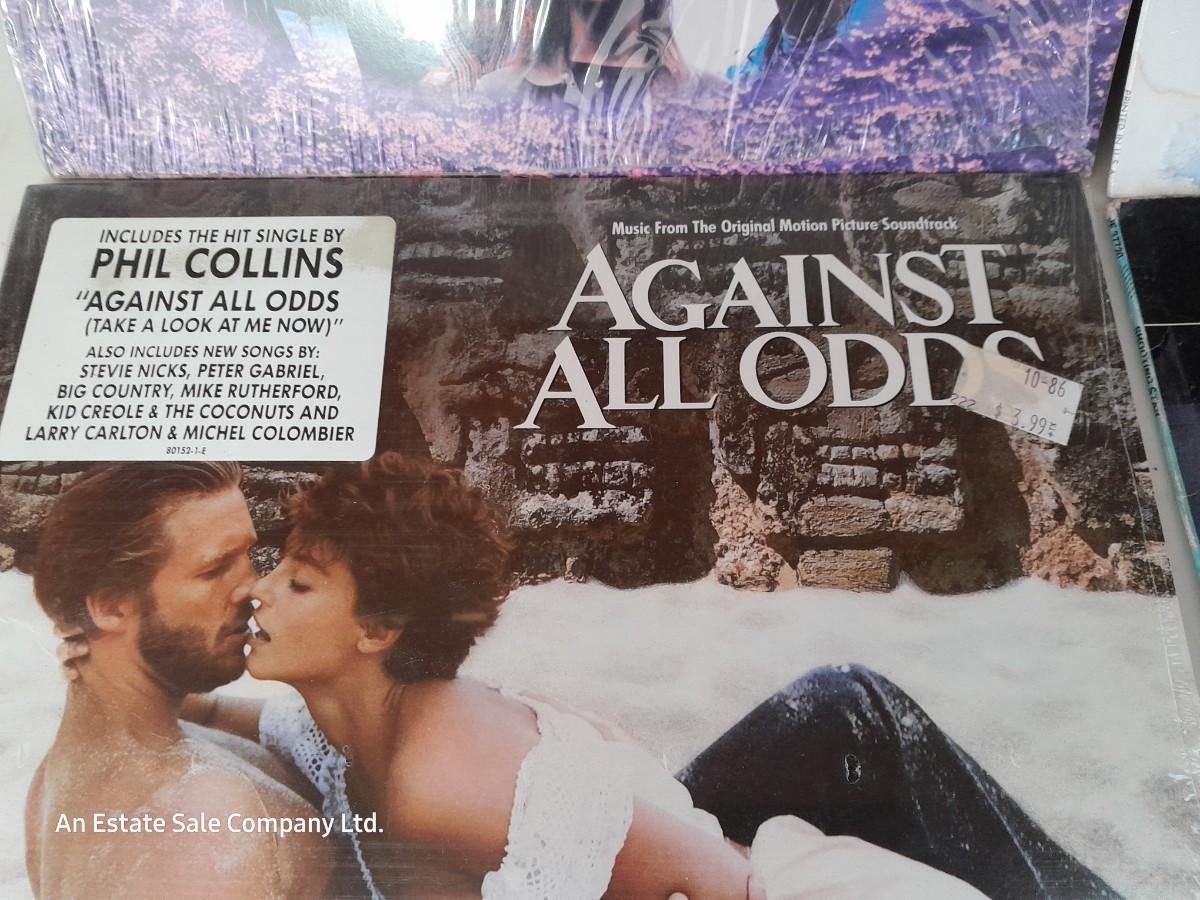 PRINTED IN U.S.
INCLUDES THE HIT SINGLE BY
PHIL COLLINS
"AGAINST ALL ODDS
(TAKE A LOOK AT ME NOW)"
ALSO INCLUDES NEW SONGS BY:
STEVIE NICKS, PETER GABRIEL,
BIG COUNTRY, MIKE RUTHERFORD,
KID CREOLE & THE COCONUTS AND
LARRY CARLTON & MICHEL COLOMBIER
80152-1-E
Music From The Original Motion Picture Soundtrack
AGAINST
ALL ODDS
10-86
222 $ 3.99
An Estate Sale Company Ltd.